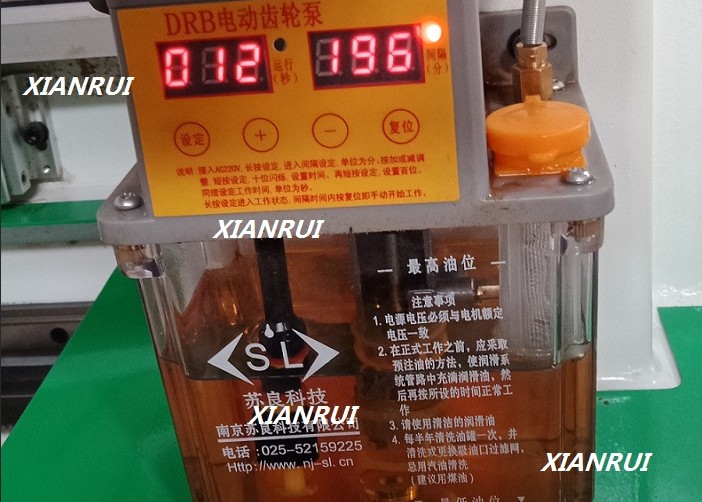 DRB电动齿轮泵
012
运行
(秒)
196
间隔
(分)
XIANRUI
设定
+
−
复位
说明:接入AC220V,长按设定,进入间隔设定,单位为分,按加或减调
整,短按设定,十位闪烁,设置时间,再短按设定,设置百位。
同理设定工作时间,单位为秒。
长按设定进入工作状态,间隔时间内按复位即手动开始工作。
XIANRUI
— 最高油位 —
注意事项
1. 电源电压必须与电机额定
电压一致
2. 在正式工作之前,应采取
预注油的方法,使润滑系
统管路中充满润滑油,然
后再按所设的时间正常工
作
3. 请使用清洁的润滑油
4. 每半年清洗油罐一次,并
清洗或更换吸油口过滤网,
总用汽油清洗
(建议用煤油)
SL
苏良科技
XIANRUI
南京苏良科技有限公司
电话:025-52159225
Http://www.nj-sl.cn
XIANRUI
最低油位